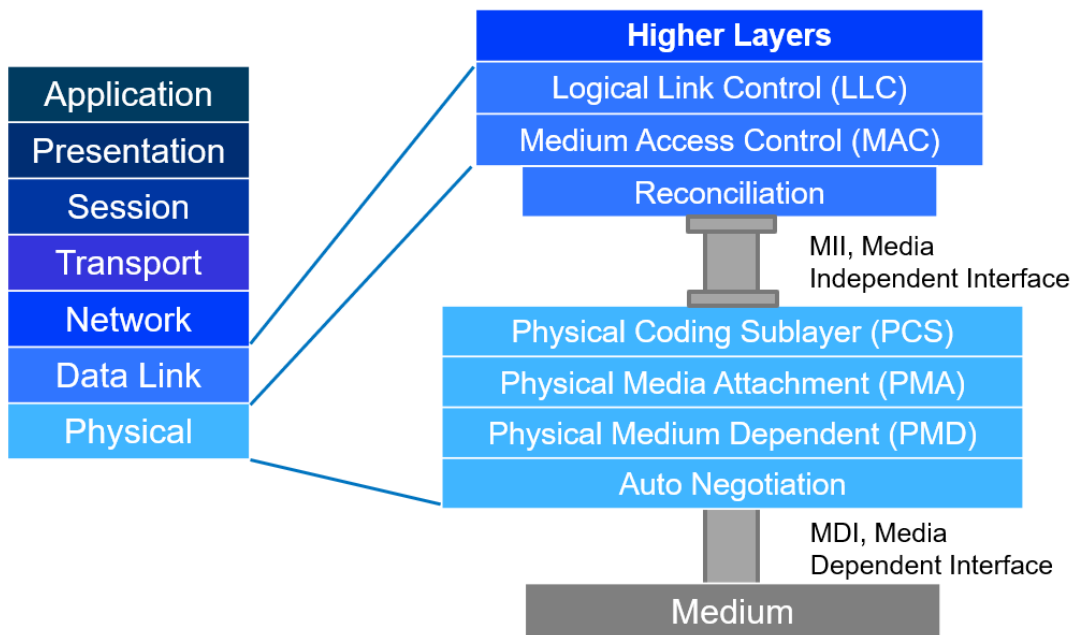 Application
Presentation
Session
Transport
Network
Data Link
Physical
Higher Layers
Logical Link Control (LLC)
Medium Access Control (MAC)
Reconciliation
MII, Media
Independent Interface
Physical Coding Sublayer (PCS)
Physical Media Attachment (PMA)
Physical Medium Dependent (PMD)
Auto Negotiation
MDI, Media
Dependent Interface
Medium